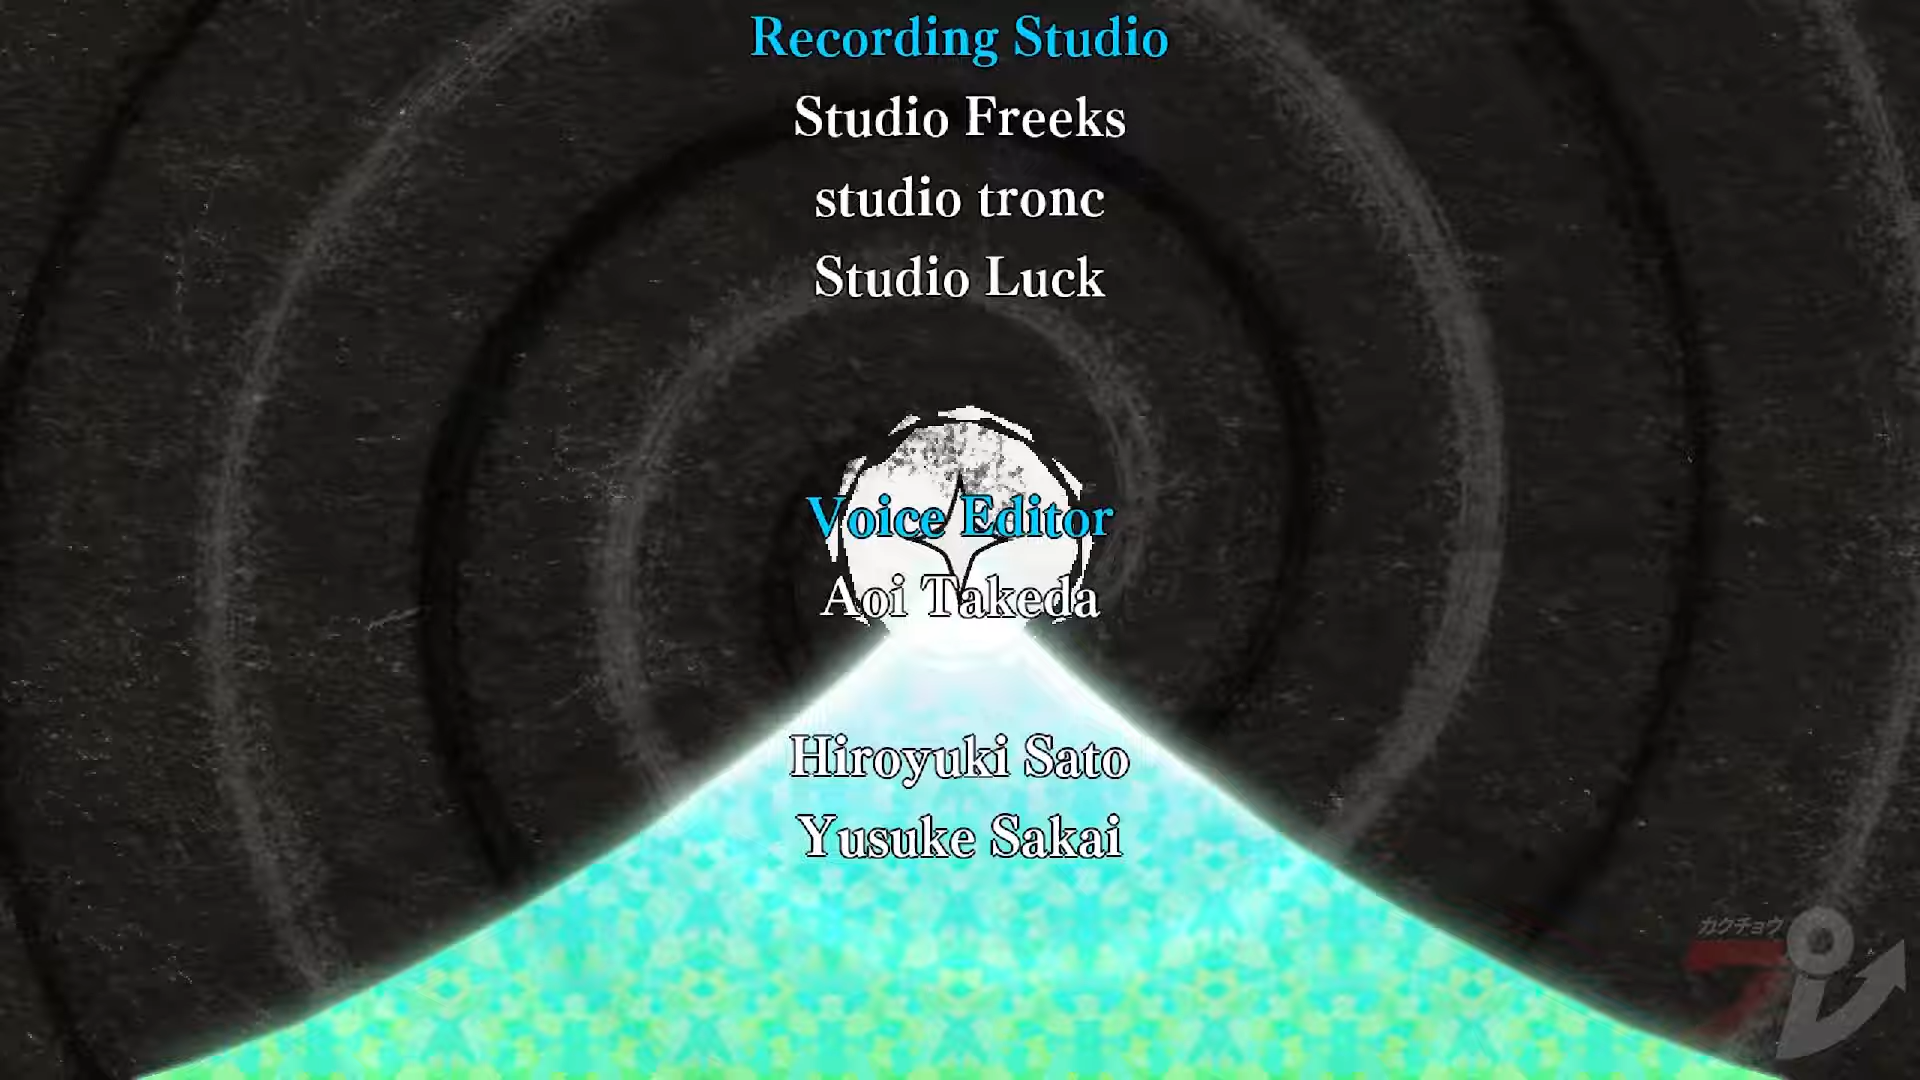 Recording Studio
Studio Freeks
studio tronc
Studio Luck
Voice Editor
Aoi Takeda
Hiroyuki Sato
Yusuke Sakai
カクチョウ